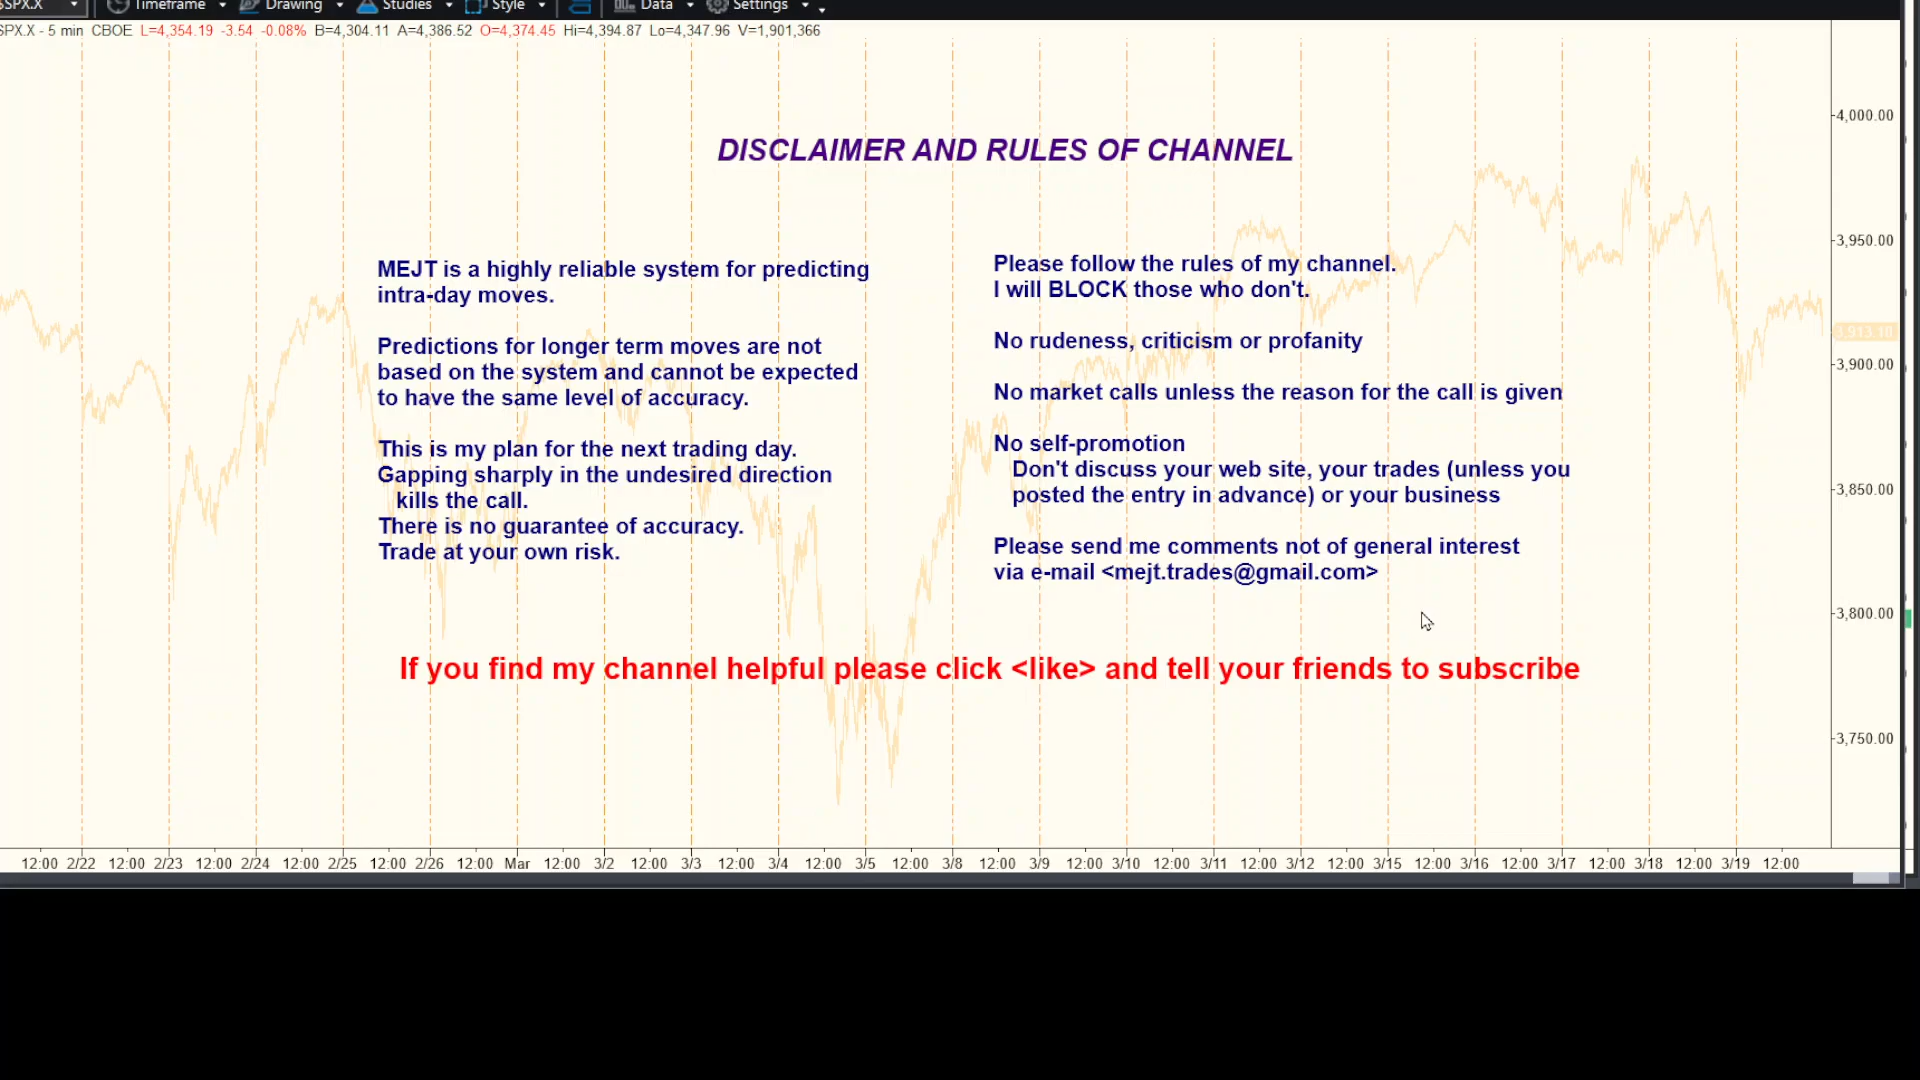 $SPX.X Timeframe Drawing Studies Style Data Settings
SPX.X - 5 min CBOE L=4,354.19 -3.54 -0.08% B=4,304.11 A=4,386.52 O=4,374.45 Hi=4,394.87 Lo=4,347.96 V=1,901,366
DISCLAIMER AND RULES OF CHANNEL
MEJT is a highly reliable system for predicting
intra-day moves.
Predictions for longer term moves are not
based on the system and cannot be expected
to have the same level of accuracy.
This is my plan for the next trading day.
Gapping sharply in the undesired direction
kills the call.
There is no guarantee of accuracy.
Trade at your own risk.
Please follow the rules of my channel.
I will BLOCK those who don't.
No rudeness, criticism or profanity
No market calls unless the reason for the call is given
No self-promotion
Don't discuss your web site, your trades (unless you
posted the entry in advance) or your business
Please send me comments not of general interest
via e-mail <mejt.trades@gmail.com>
If you find my channel helpful please click <like> and tell your friends to subscribe
4,000.00
3,950.00
3,913.10
3,900.00
3,850.00
3,800.00
3,750.00
12:00 2/22 12:00 2/23 12:00 2/24 12:00 2/25 12:00 2/26 12:00 Mar 12:00 3/2 12:00 3/3 12:00 3/4 12:00 3/5 12:00 3/8 12:00 3/9 12:00 3/10 12:00 3/11 12:00 3/12 12:00 3/15 12:00 3/16 12:00 3/17 12:00 3/18 12:00 3/19 12:00